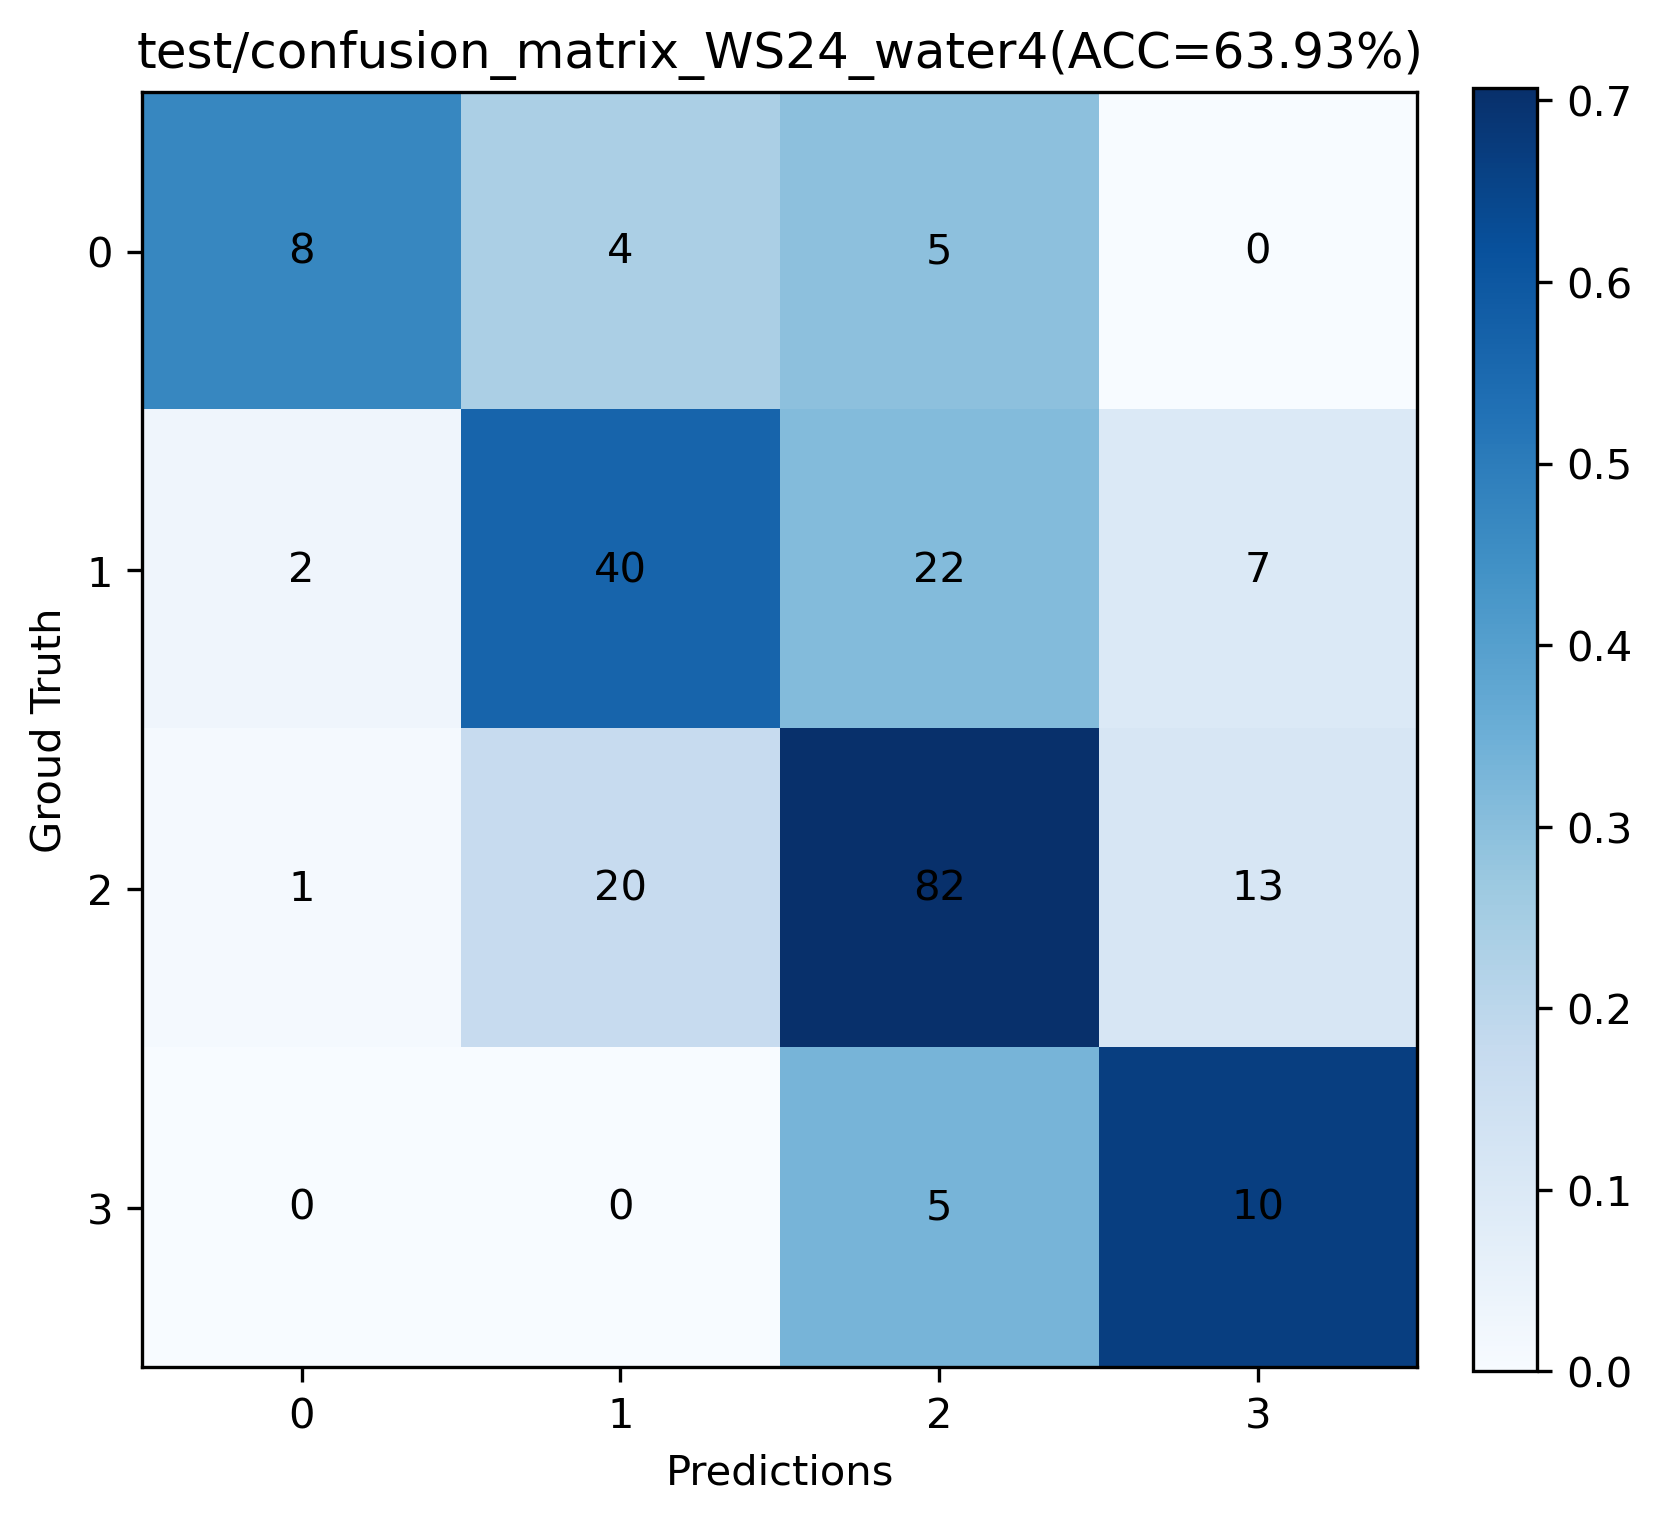 test/confusion_matrix_WS24_water4(ACC=63.93%)
0 8 4 5 0
1 2 40 22 7
2 1 20 82 13
3 0 0 5 10
0 1 2 3
Predictions
Groud Truth
0.7
0.6
0.5
0.4
0.3
0.2
0.1
0.0